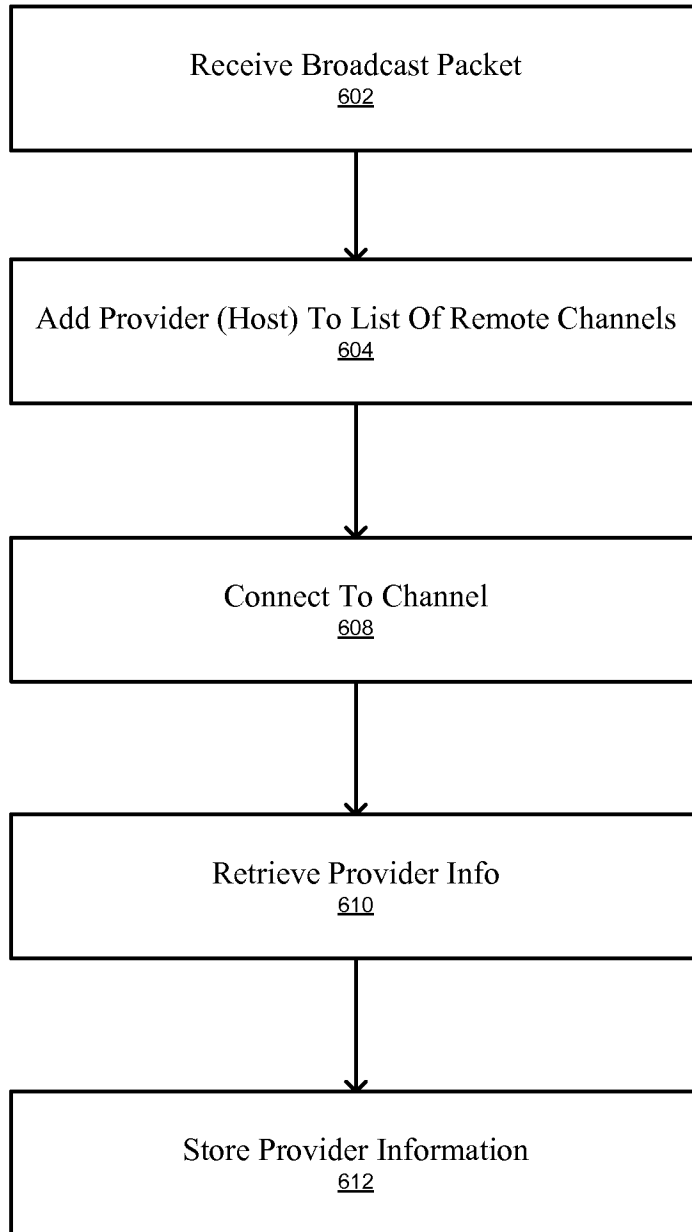 Receive Broadcast Packet
602
Add Provider (Host) To List Of Remote Channels
604
Connect To Channel
608
Retrieve Provider Info
610
Store Provider Information
612